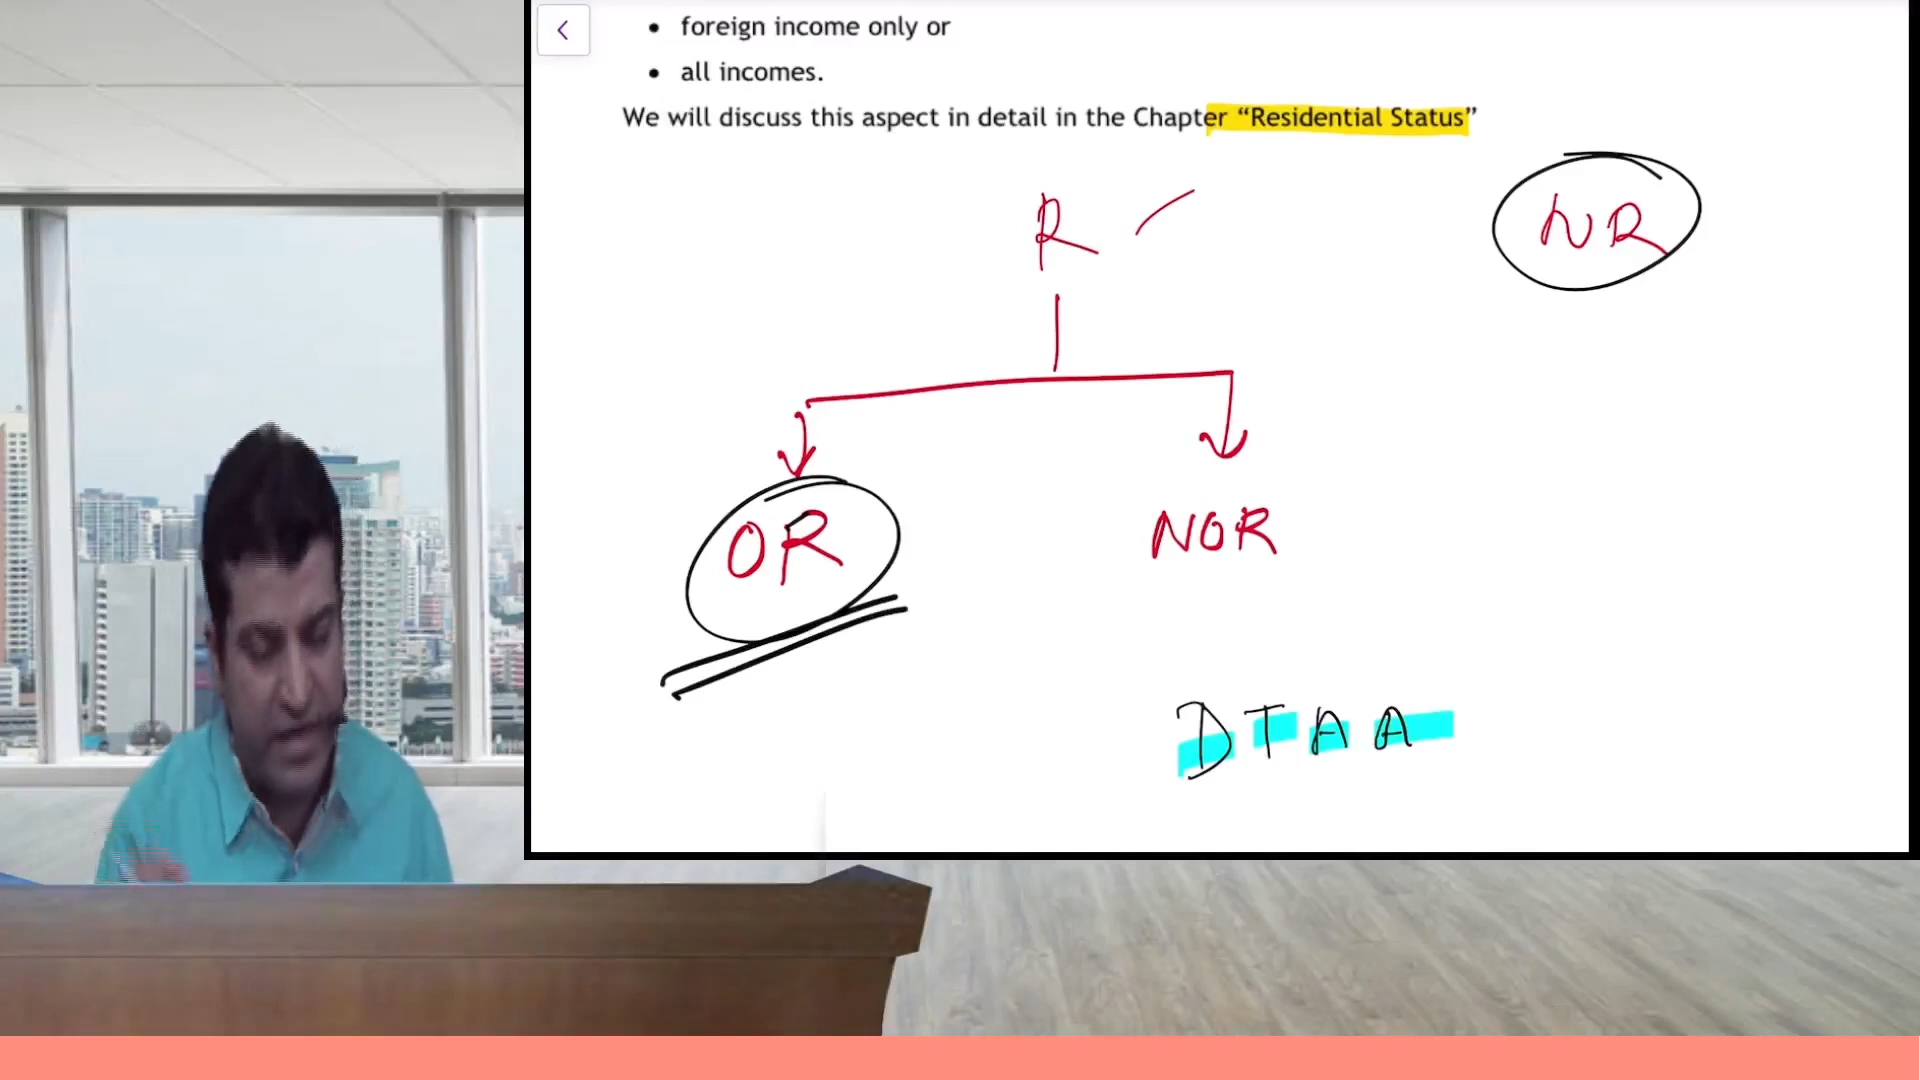 • foreign income only or
• all incomes.
We will discuss this aspect in detail in the Chapter “Residential Status”
R NR
OR NOR
DTAA